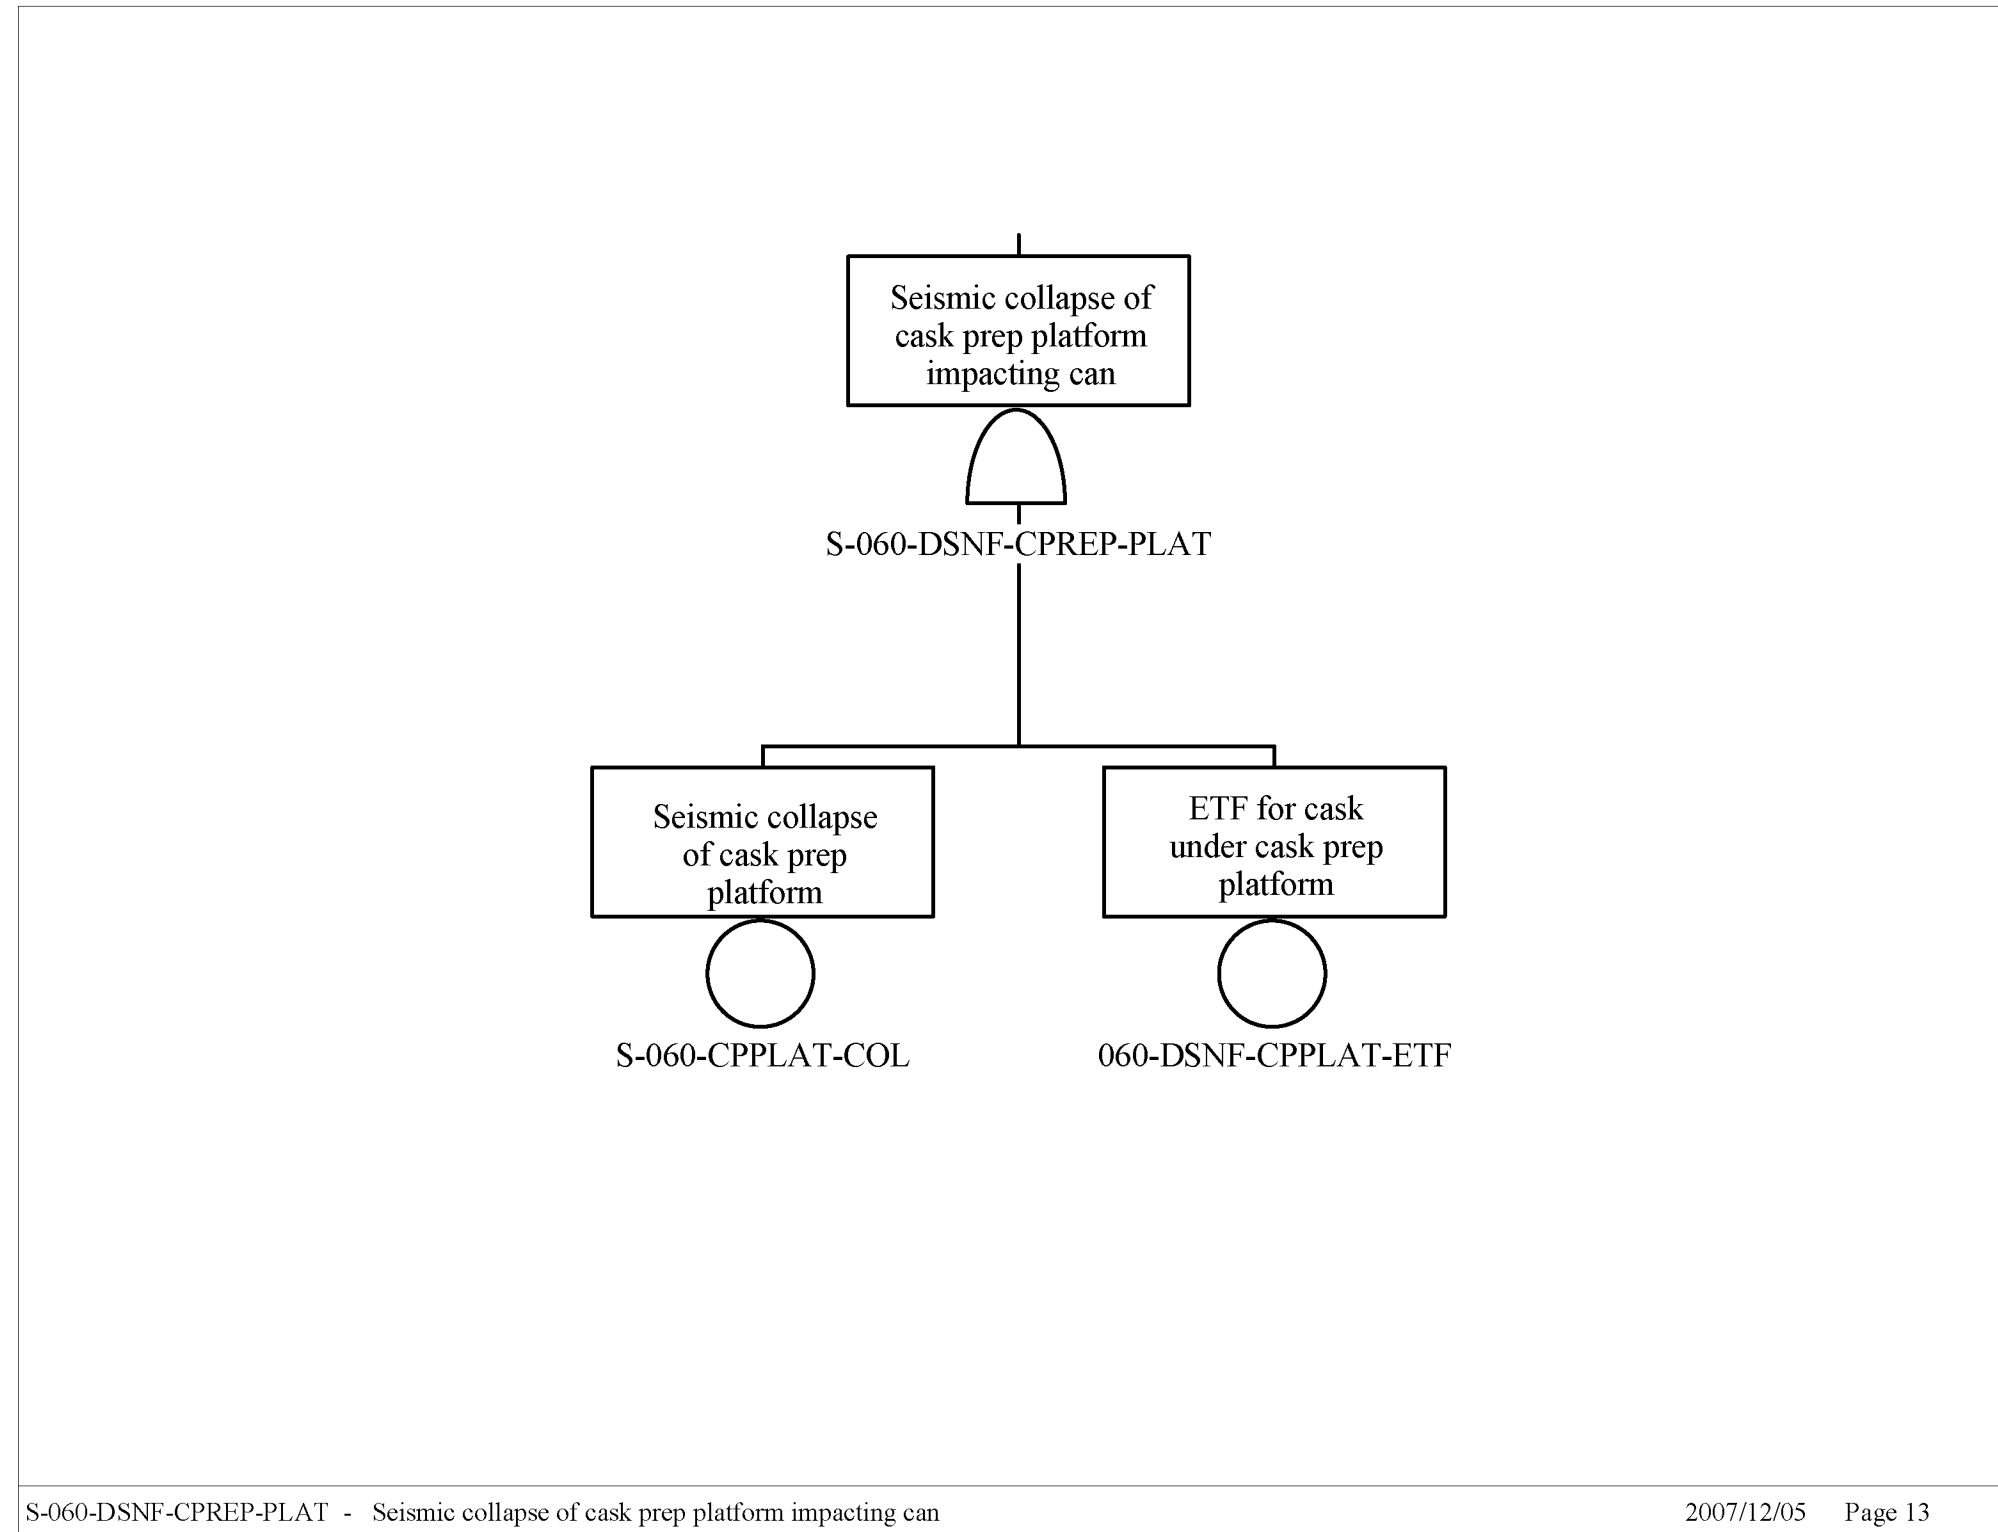 Seismic collapse of
cask prep platform
impacting can
S-060-DSNF-CPREP-PLAT
Seismic collapse
of cask prep
platform
S-060-CPPLAT-COL
ETF for cask
under cask prep
platform
060-DSNF-CPPLAT-ETF
S-060-DSNF-CPREP-PLAT - Seismic collapse of cask prep platform impacting can
2007/12/05 Page 13